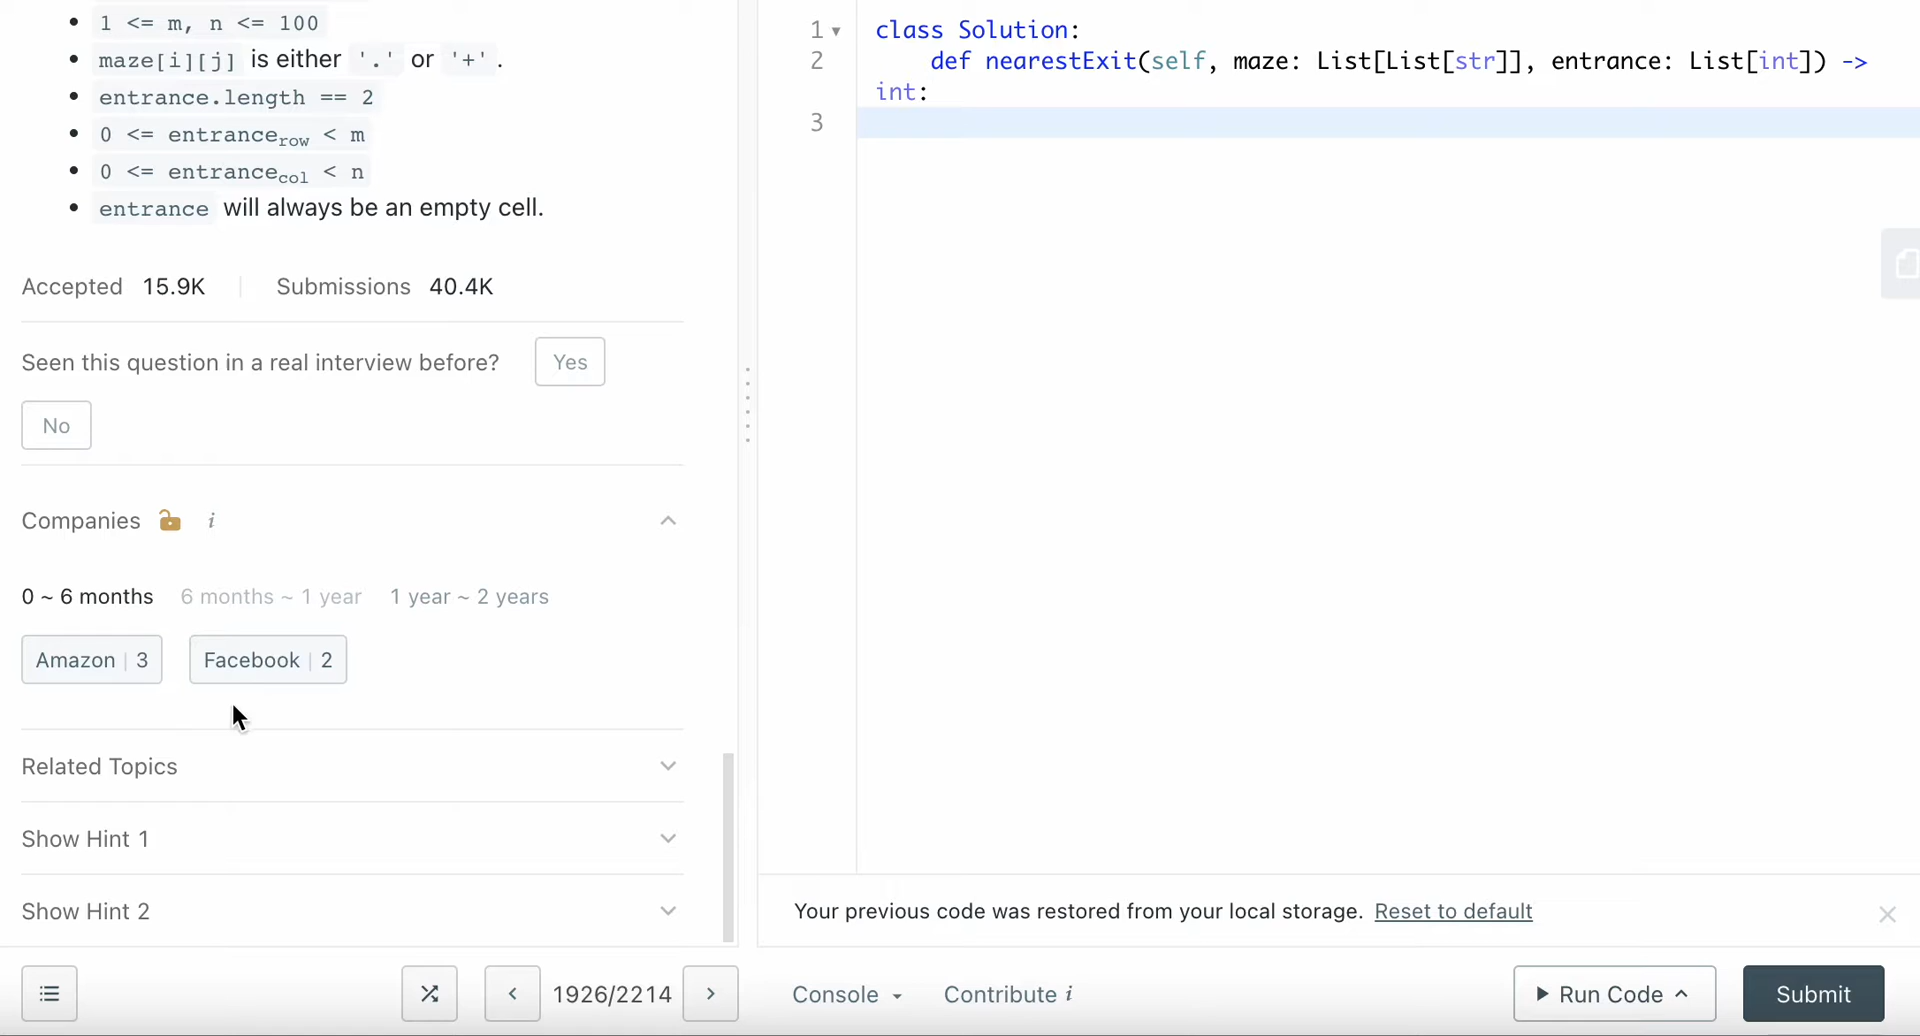 1 <= m, n <= 100
maze[i][j] is either '.' or '+'.
entrance.length == 2
0 <= entrancerow < m
0 <= entrancecol < n
entrance will always be an empty cell.
Accepted 15.9K Submissions 40.4K
Seen this question in a real interview before? Yes
No
Companies i
0 ~ 6 months 6 months ~ 1 year 1 year ~ 2 years
Amazon | 3 Facebook | 2
Related Topics
Show Hint 1
Show Hint 2
1926/2214
1 class Solution:
2 def nearestExit(self, maze: List[List[str]], entrance: List[int]) ->
int:
3
Your previous code was restored from your local storage. Reset to default
Console Contribute i Run Code Submit